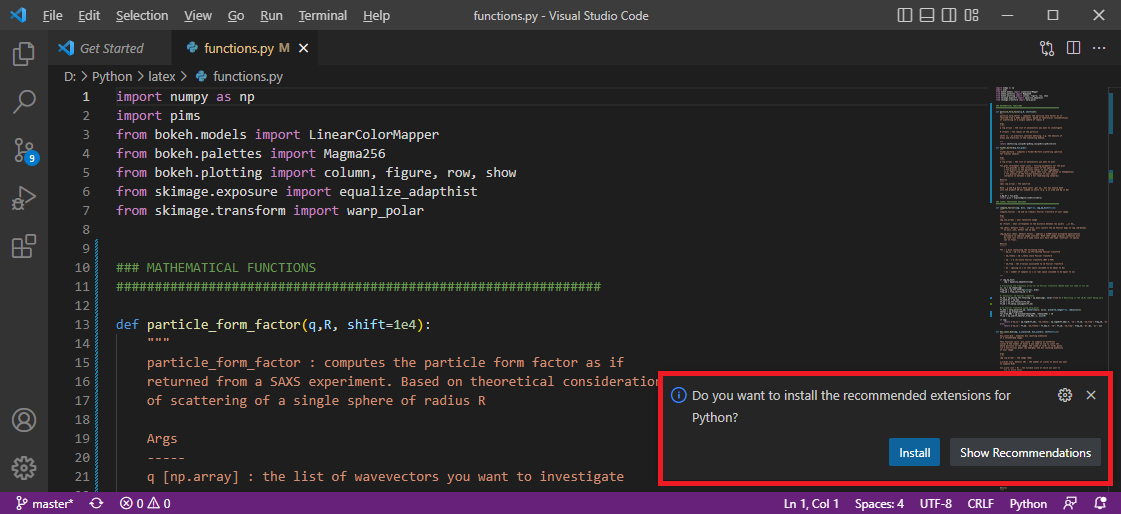 File Edit Selection View Go Run Terminal Help functions.py - Visual Studio Code
Get Started functions.py M
D: > Python > latex > functions.py
1 import numpy as np
2 import pims
3 from bokeh.models import LinearColorMapper
4 from bokeh.palettes import Magma256
5 from bokeh.plotting import column, figure, row, show
6 from skimage.exposure import equalize_adapthist
7 from skimage.transform import warp_polar
8
9
10 ### MATHEMATICAL FUNCTIONS
11 ###############################################################
12
13 def particle_form_factor(q,R, shift=1e4):
14 """
15 particle_form_factor : computes the particle form factor as if
16 returned from a SAXS experiment. Based on theoretical consideration
17 of scattering of a single sphere of radius R
18
19 Args
20 -----
21 q [np.array] : the list of wavevectors you want to investigate
9
Do you want to install the recommended extensions for
Python?
Install Show Recommendations
master* 0 0 Ln 1, Col 1 Spaces: 4 UTF-8 CRLF Python